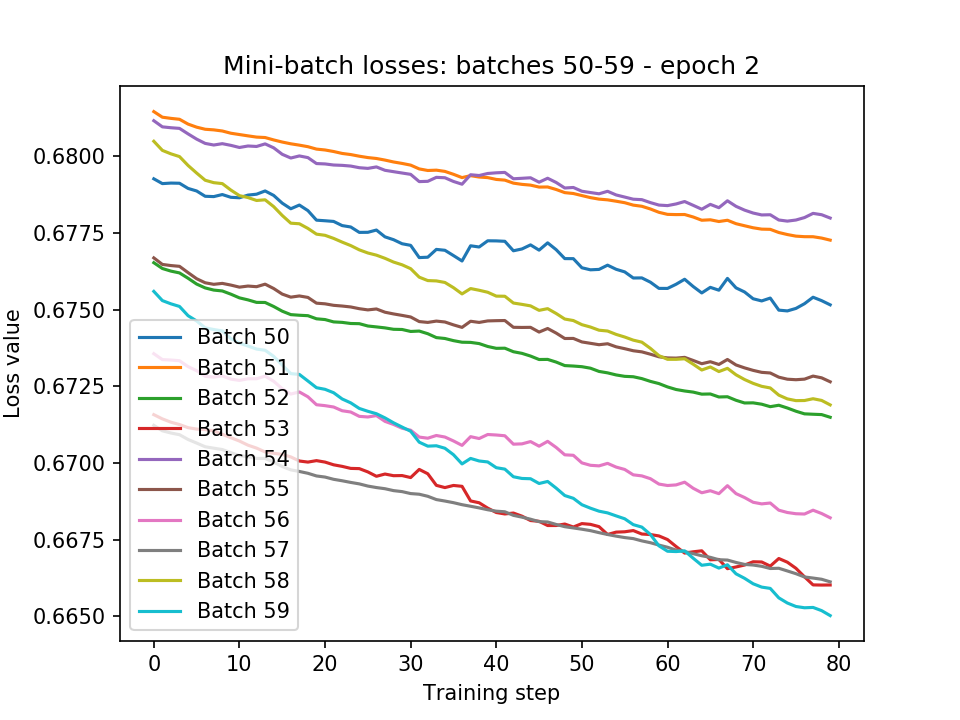 Mini-batch losses: batches 50-59 - epoch 2
Loss value
0.6800
0.6775
0.6750
0.6725
0.6700
0.6675
0.6650
Batch 50
Batch 51
Batch 52
Batch 53
Batch 54
Batch 55
Batch 56
Batch 57
Batch 58
Batch 59
0 10 20 30 40 50 60 70 80
Training step